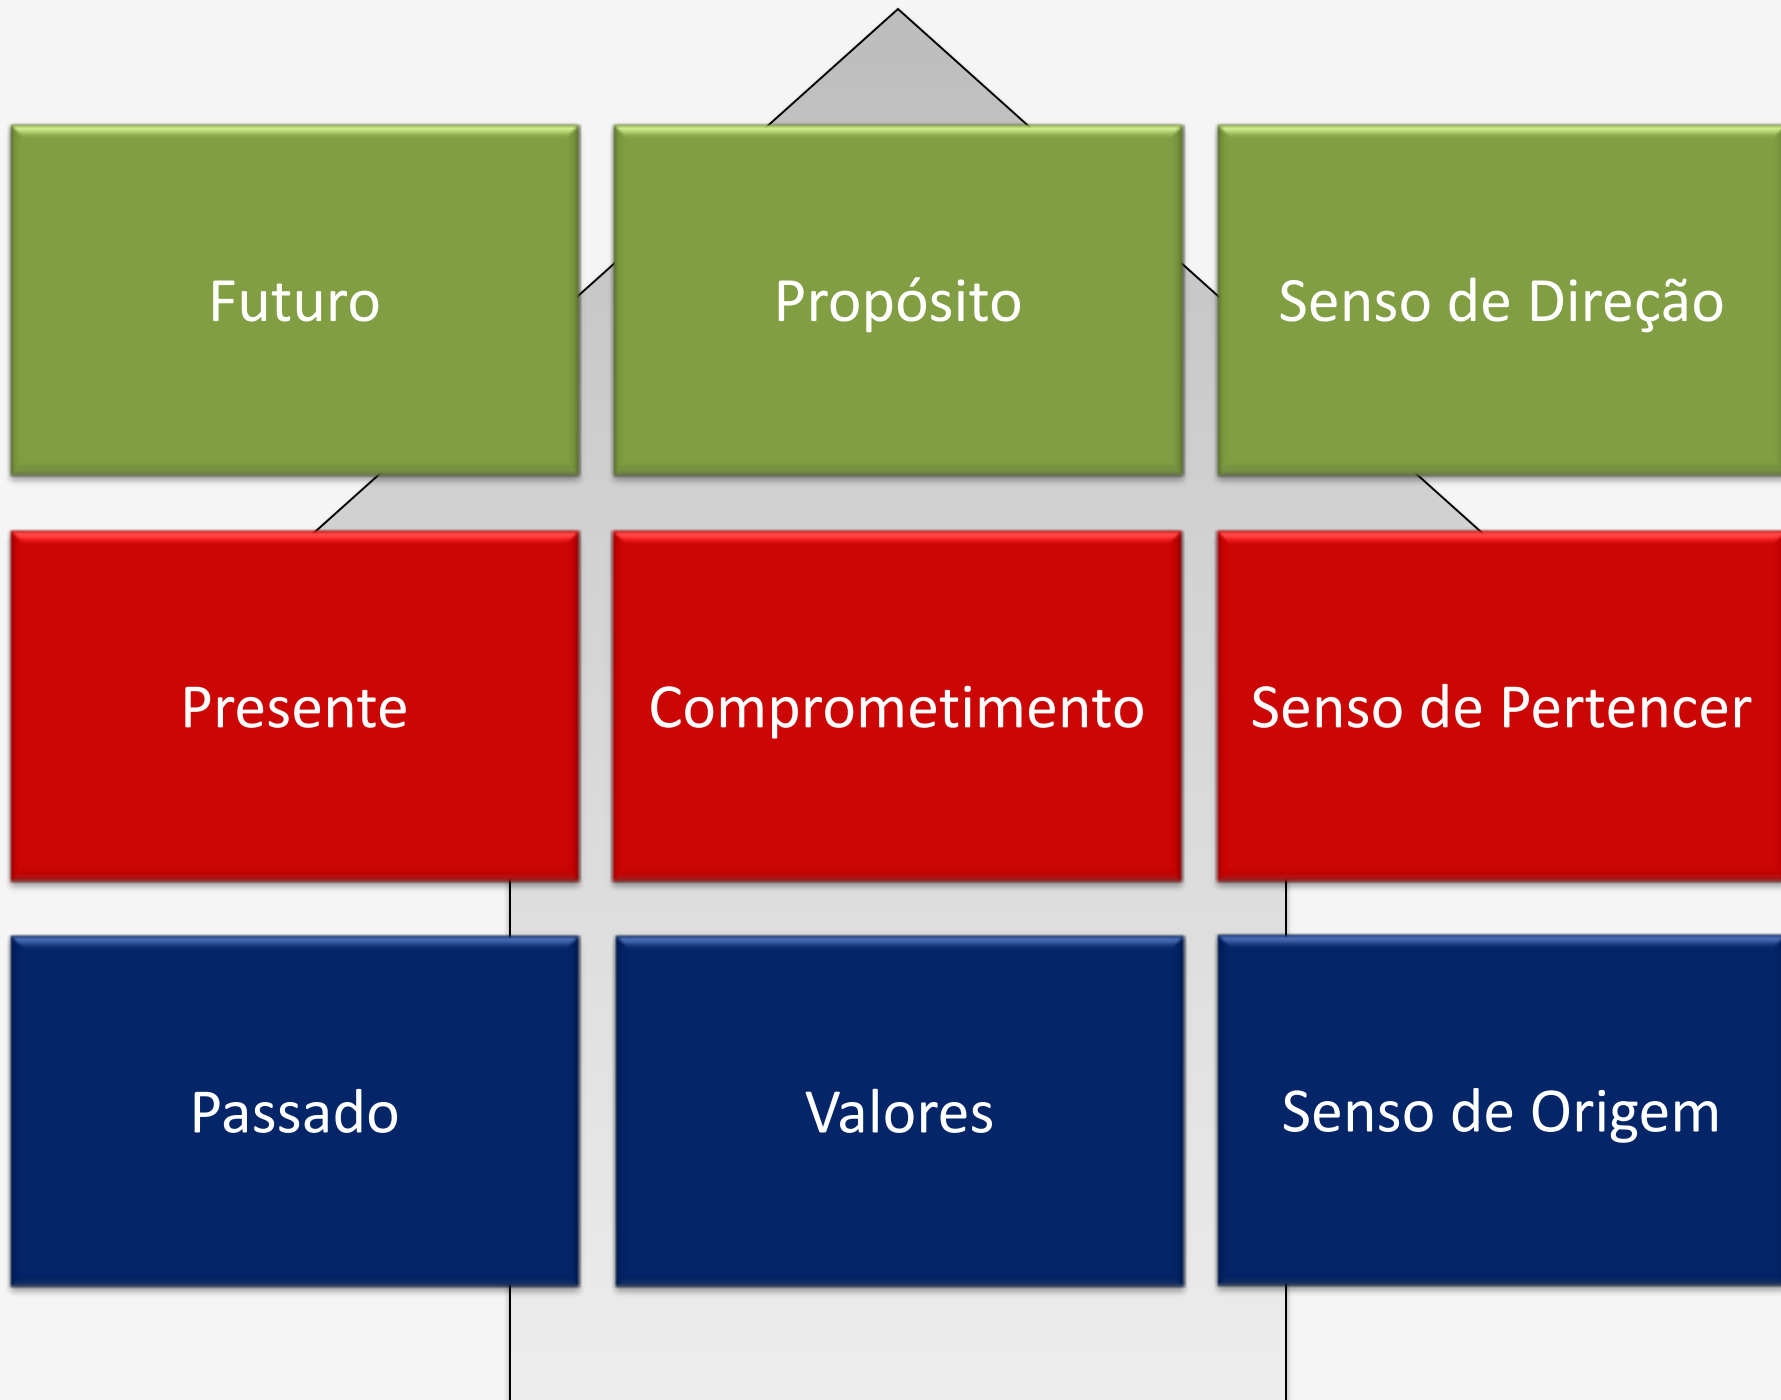 Futuro
Propósito
Senso de Direção
Presente
Comprometimento
Senso de Pertencer
Passado
Valores
Senso de Origem